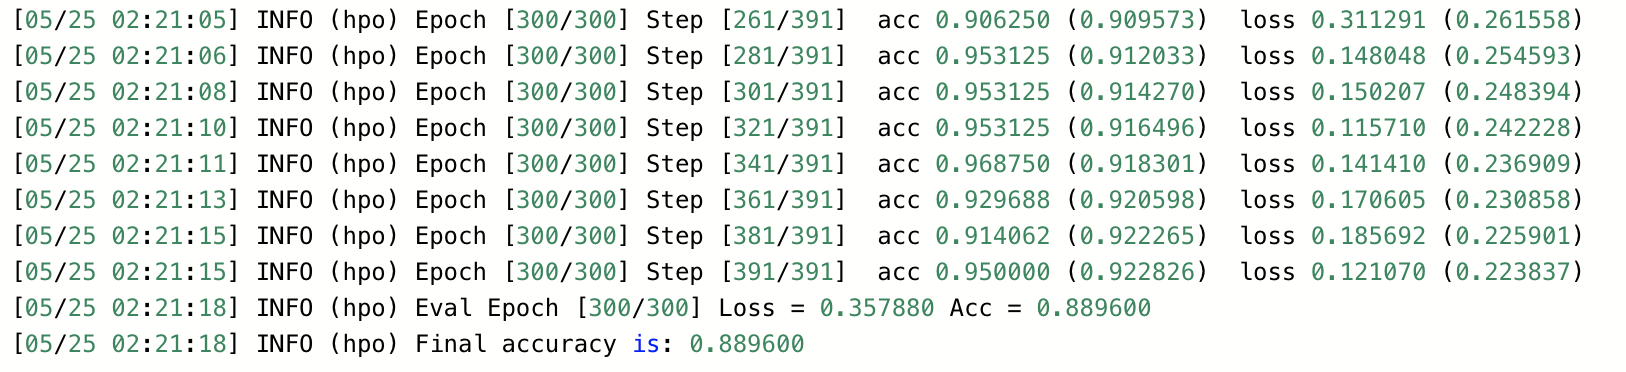 [05/25 02:21:05] INFO (hpo) Epoch [300/300] Step [261/391]  acc 0.906250 (0.909573)  loss 0.311291 (0.261558)
[05/25 02:21:06] INFO (hpo) Epoch [300/300] Step [281/391]  acc 0.953125 (0.912033)  loss 0.148048 (0.254593)
[05/25 02:21:08] INFO (hpo) Epoch [300/300] Step [301/391]  acc 0.953125 (0.914270)  loss 0.150207 (0.248394)
[05/25 02:21:10] INFO (hpo) Epoch [300/300] Step [321/391]  acc 0.953125 (0.916496)  loss 0.115710 (0.242228)
[05/25 02:21:11] INFO (hpo) Epoch [300/300] Step [341/391]  acc 0.968750 (0.918301)  loss 0.141410 (0.236909)
[05/25 02:21:13] INFO (hpo) Epoch [300/300] Step [361/391]  acc 0.929688 (0.920598)  loss 0.170605 (0.230858)
[05/25 02:21:15] INFO (hpo) Epoch [300/300] Step [381/391]  acc 0.914062 (0.922265)  loss 0.185692 (0.225901)
[05/25 02:21:15] INFO (hpo) Epoch [300/300] Step [391/391]  acc 0.950000 (0.922826)  loss 0.121070 (0.223837)
[05/25 02:21:18] INFO (hpo) Eval Epoch [300/300] Loss = 0.357880 Acc = 0.889600
[05/25 02:21:18] INFO (hpo) Final accuracy is: 0.889600